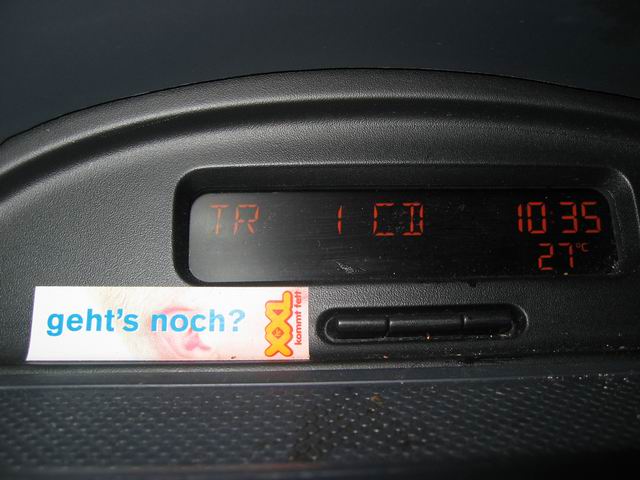 TR 1 CD 10:35
27°C
geht's noch?
XXL
kommt fett